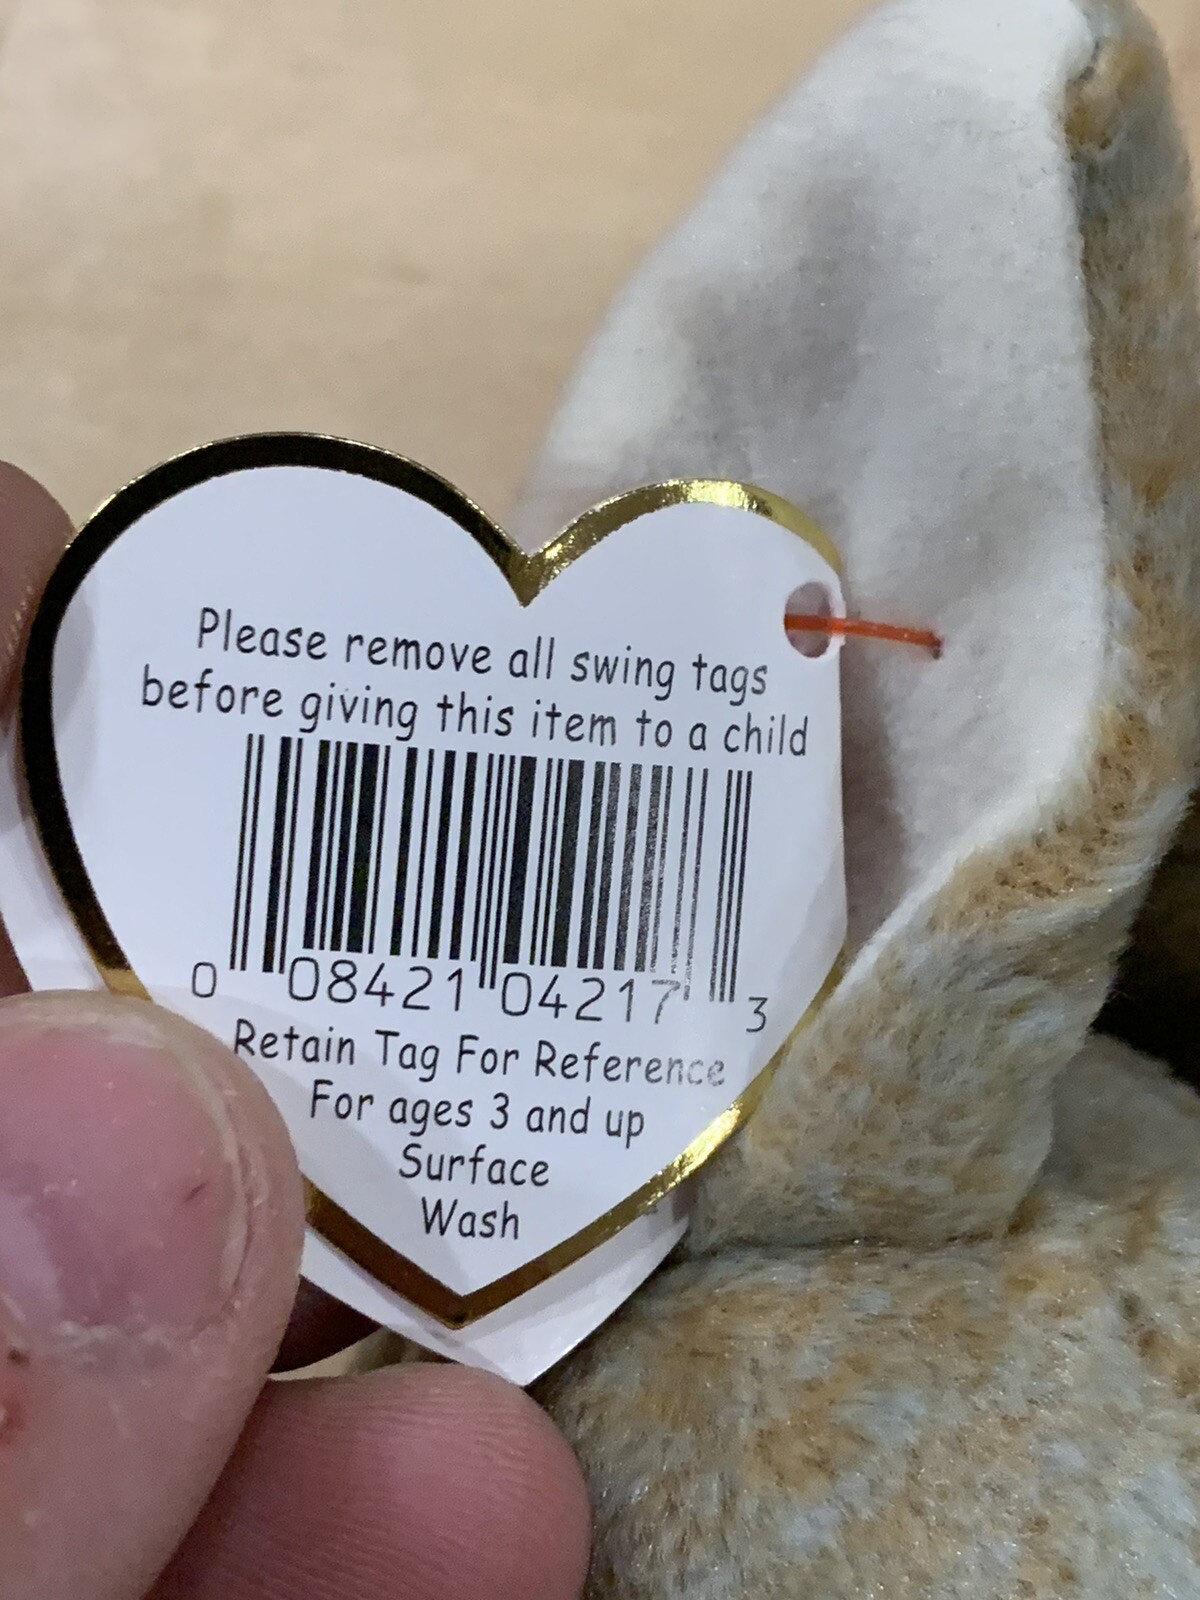 Please remove all swing tags
before giving this item to a child
0 08421 04217 3
Retain Tag For Reference
For ages 3 and up
Surface
Wash